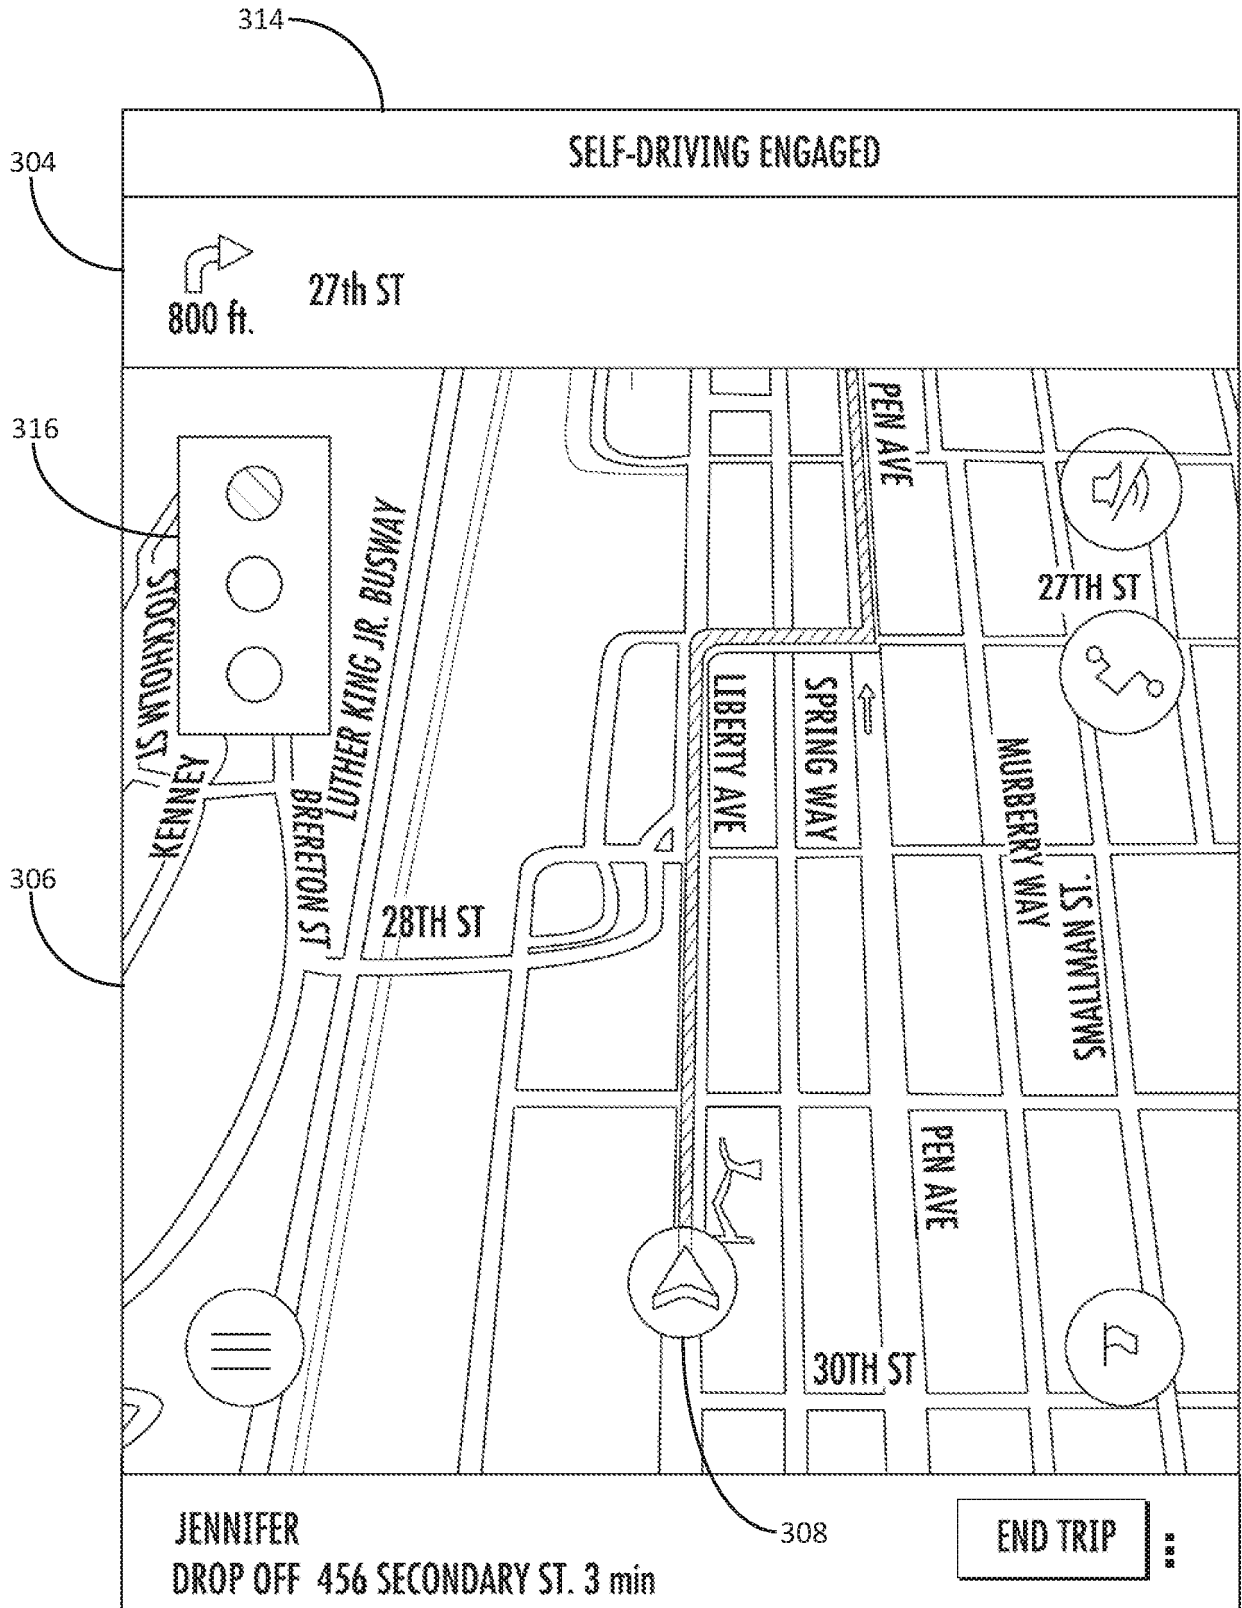 314
SELF-DRIVING ENGAGED
304
27th ST
800 ft.
PEN AVE
316
LUTHER KING JR. BUSWAY
27TH ST
STOCKHOLM ST
LIBERTY AVE
SPRING WAY
MURBERRY WAY
KENNEY
BRERETON ST
306
28TH ST
SMALLMAN ST.
PEN AVE
30TH ST
308
JENNIFER
END TRIP
DROP OFF 456 SECONDARY ST. 3 min